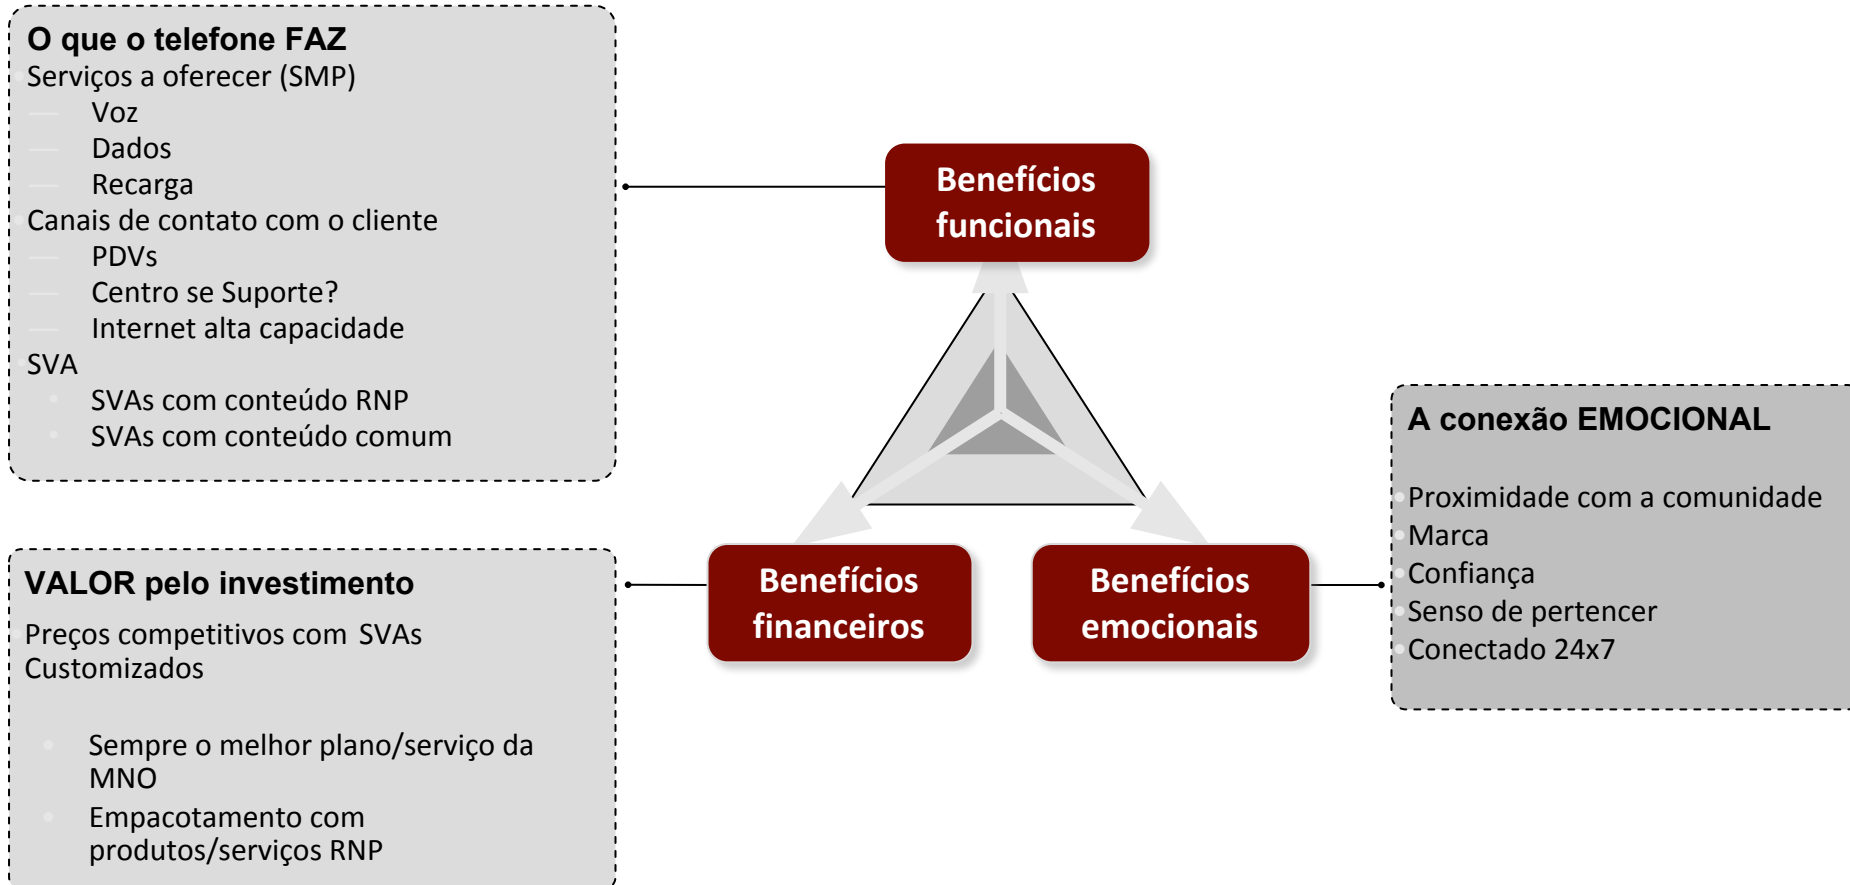 O que o telefone FAZ
Serviços a oferecer (SMP)
Voz
Dados
Recarga
Canais de contato com o cliente
PDVs
Centro se Suporte?
Internet alta capacidade
SVA
SVAs com conteúdo RNP
SVAs com conteúdo comum
Benefícios
funcionais
A conexão EMOCIONAL
Proximidade com a comunidade
Marca
Confiança
Senso de pertencer
Conectado 24x7
VALOR pelo investimento
Preços competitivos com SVAs
Customizados
Sempre o melhor plano/serviço da
MNO
Empacotamento com
produtos/serviços RNP
Benefícios
financeiros
Benefícios
emocionais